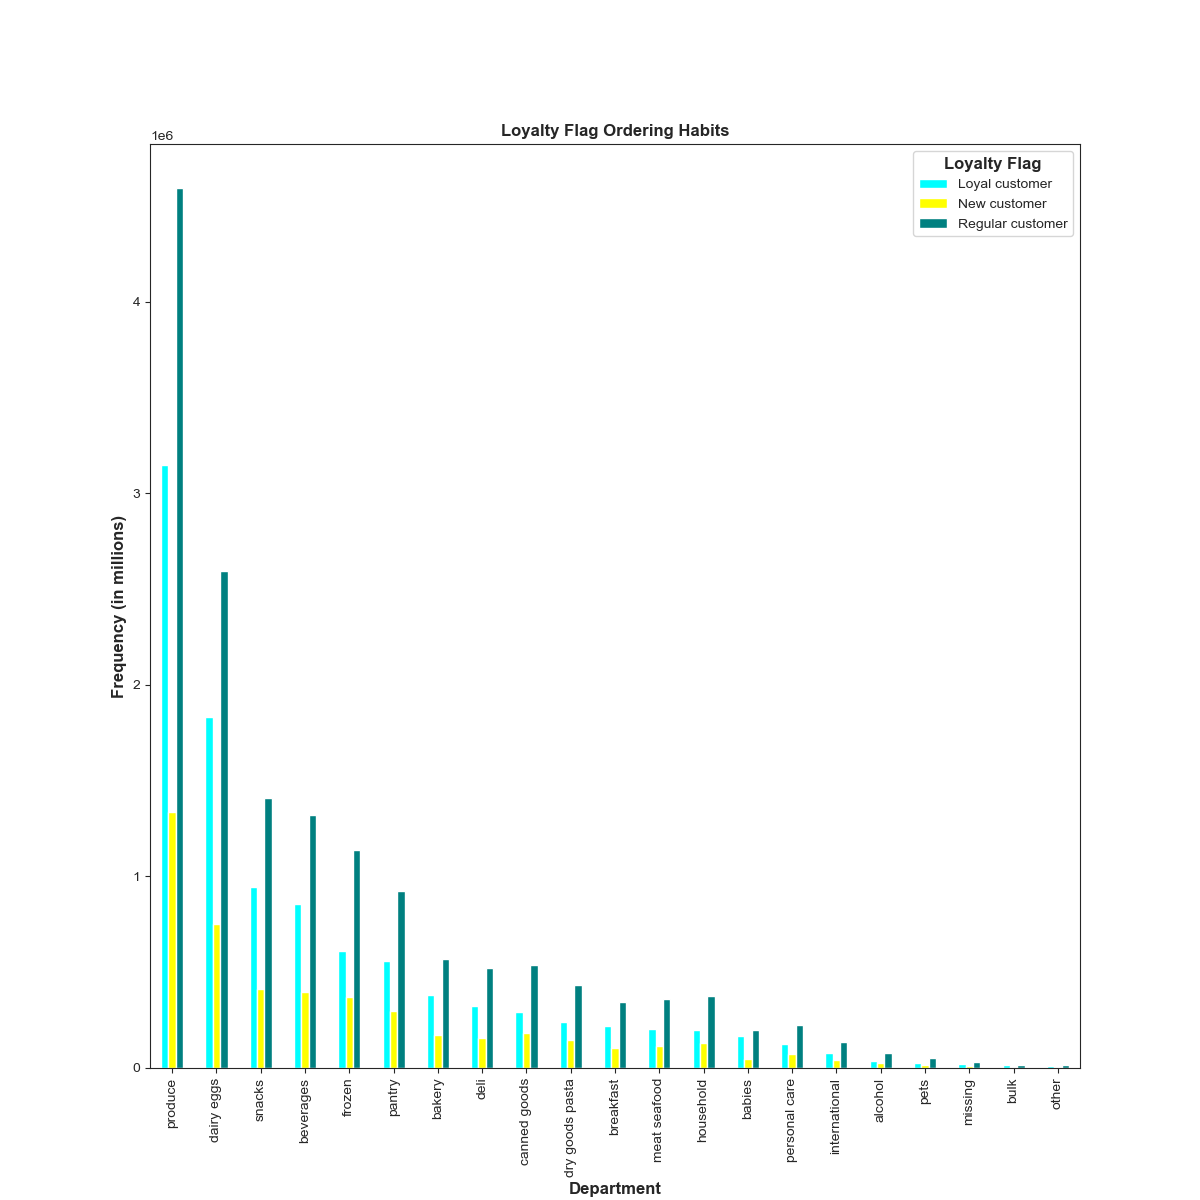 Loyalty Flag Ordering Habits
1e6
Loyalty Flag
Loyal customer
New customer
Regular customer
Frequency (in millions)
4
3
2
1
0
produce
dairy eggs
snacks
beverages
frozen
pantry
bakery
deli
canned goods
dry goods pasta
breakfast
meat seafood
household
babies
personal care
international
alcohol
pets
missing
bulk
other
Department